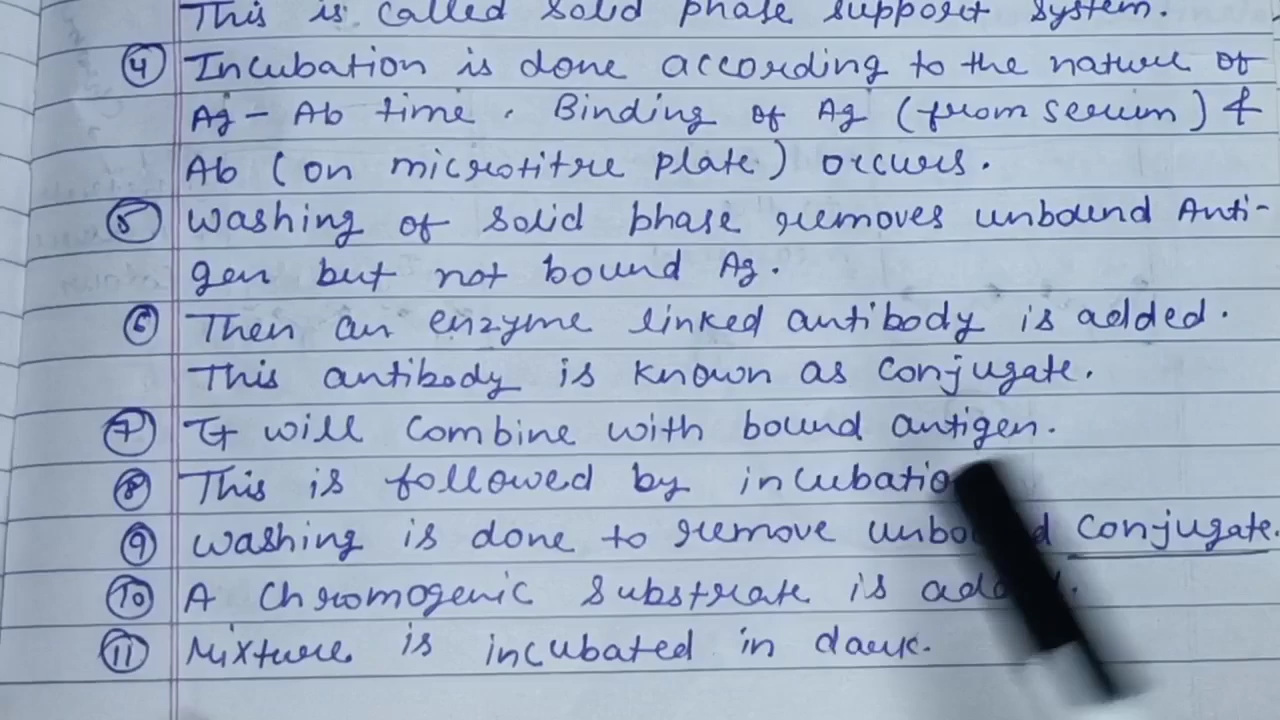 This is called solid phase support system.
④ Incubation is done according to the nature of
Ag - Ab time. Binding of Ag (from serum) &
Ab (on microtitre plate) occurs.
⑤ Washing of solid phase removes unbound Anti-
gen but not bound Ag.
⑥ Then an enzyme linked antibody is added.
This antibody is known as conjugate.
⑦ It will combine with bound antigen.
⑧ This is followed by incubatio
⑨ Washing is done to remove unbound conjugate.
⑩ A Chromogenic substrate is added.
⑪ Mixture is incubated in dark.